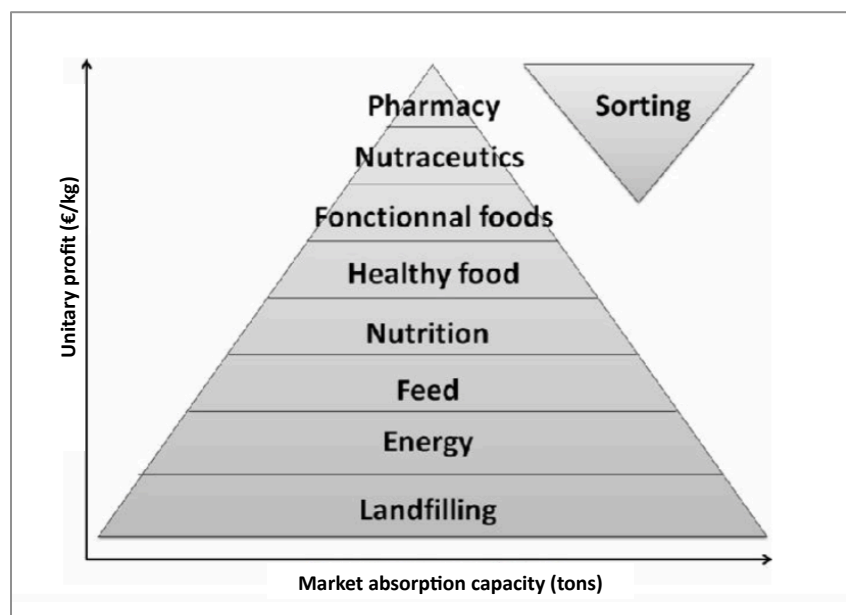 Pharmacy
Sorting
Nutraceutics
Fonctionnal foods
Healthy food
Nutrition
Feed
Energy
Landfilling
Unitary profit (€/kg)
Market absorption capacity (tons)